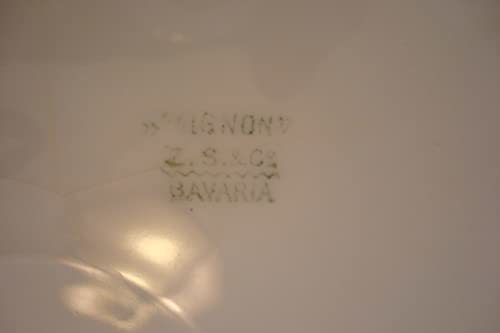 »MIGNON«
Z. S. & Co
BAVARIA